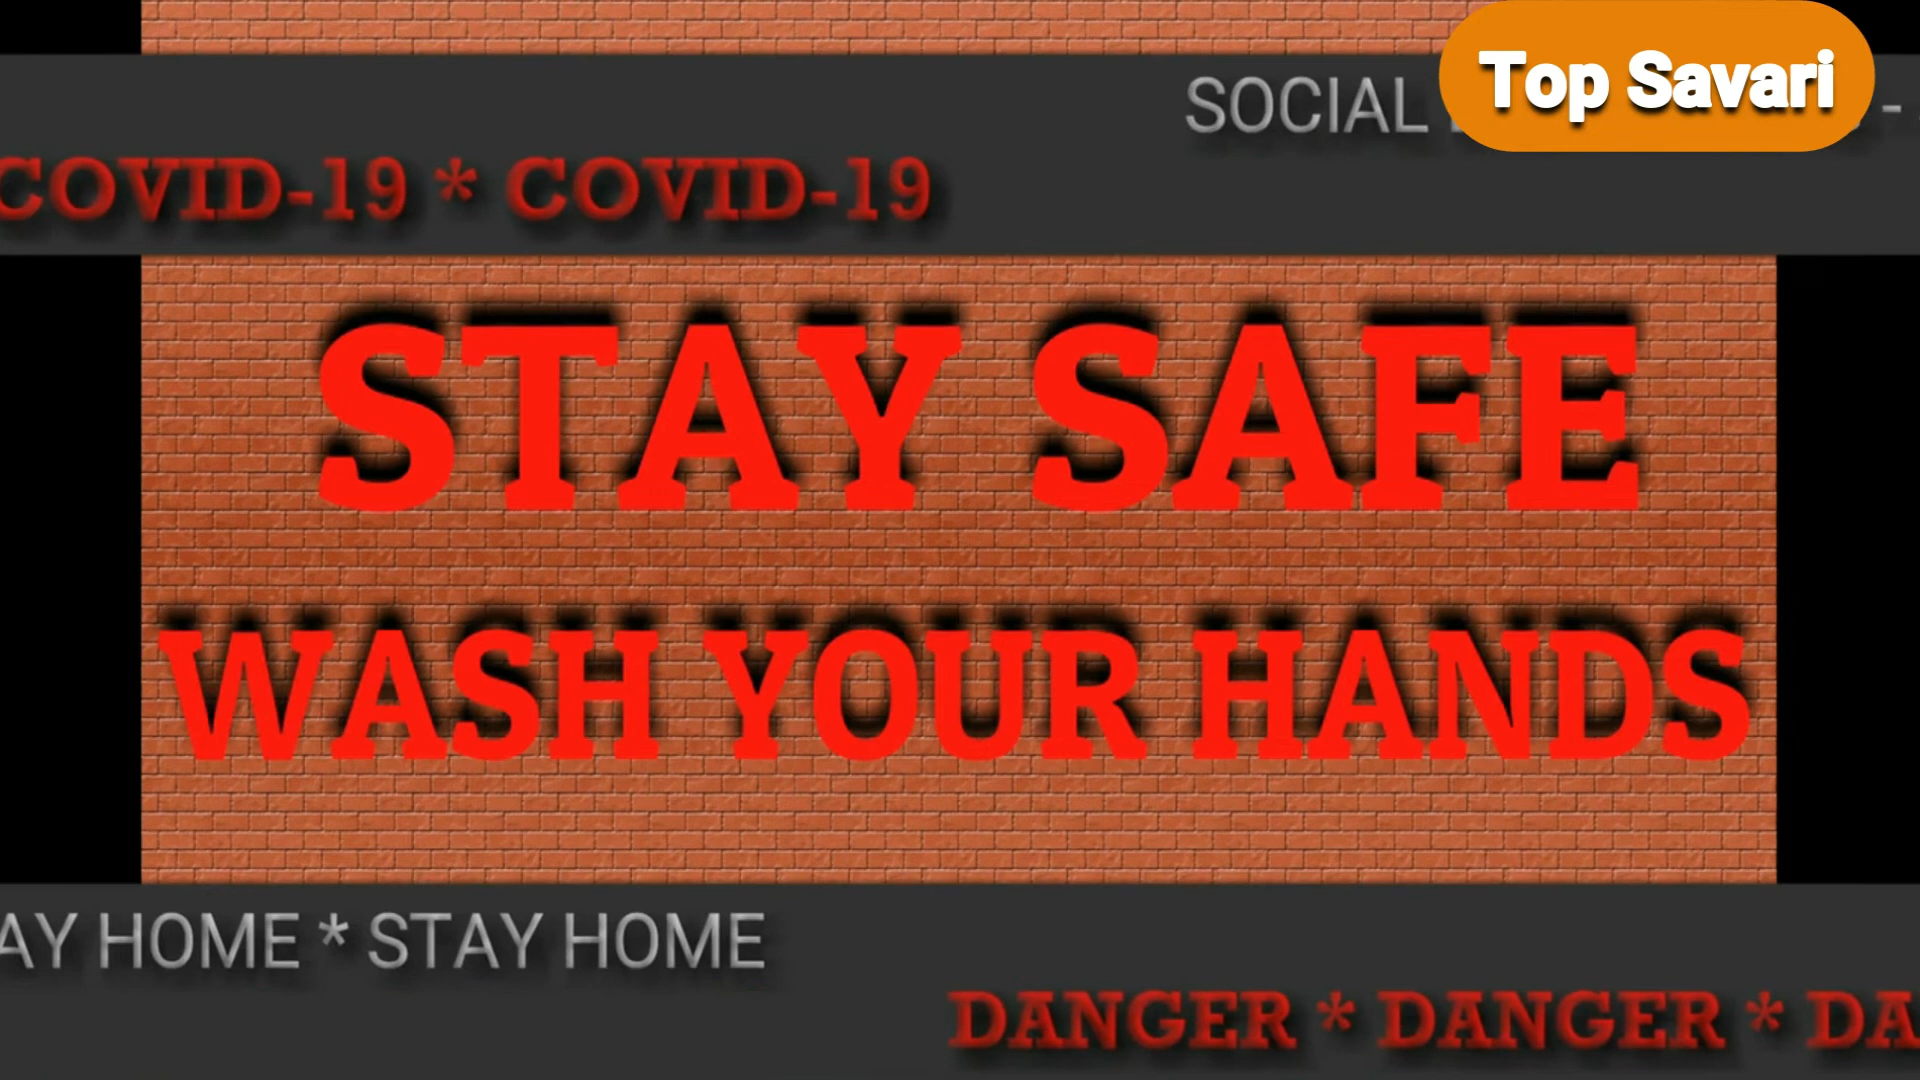 Top Savari
SOCIAL -
COVID-19 * COVID-19
STAY SAFE
WASH YOUR HANDS
AY HOME * STAY HOME
DANGER * DANGER * DA